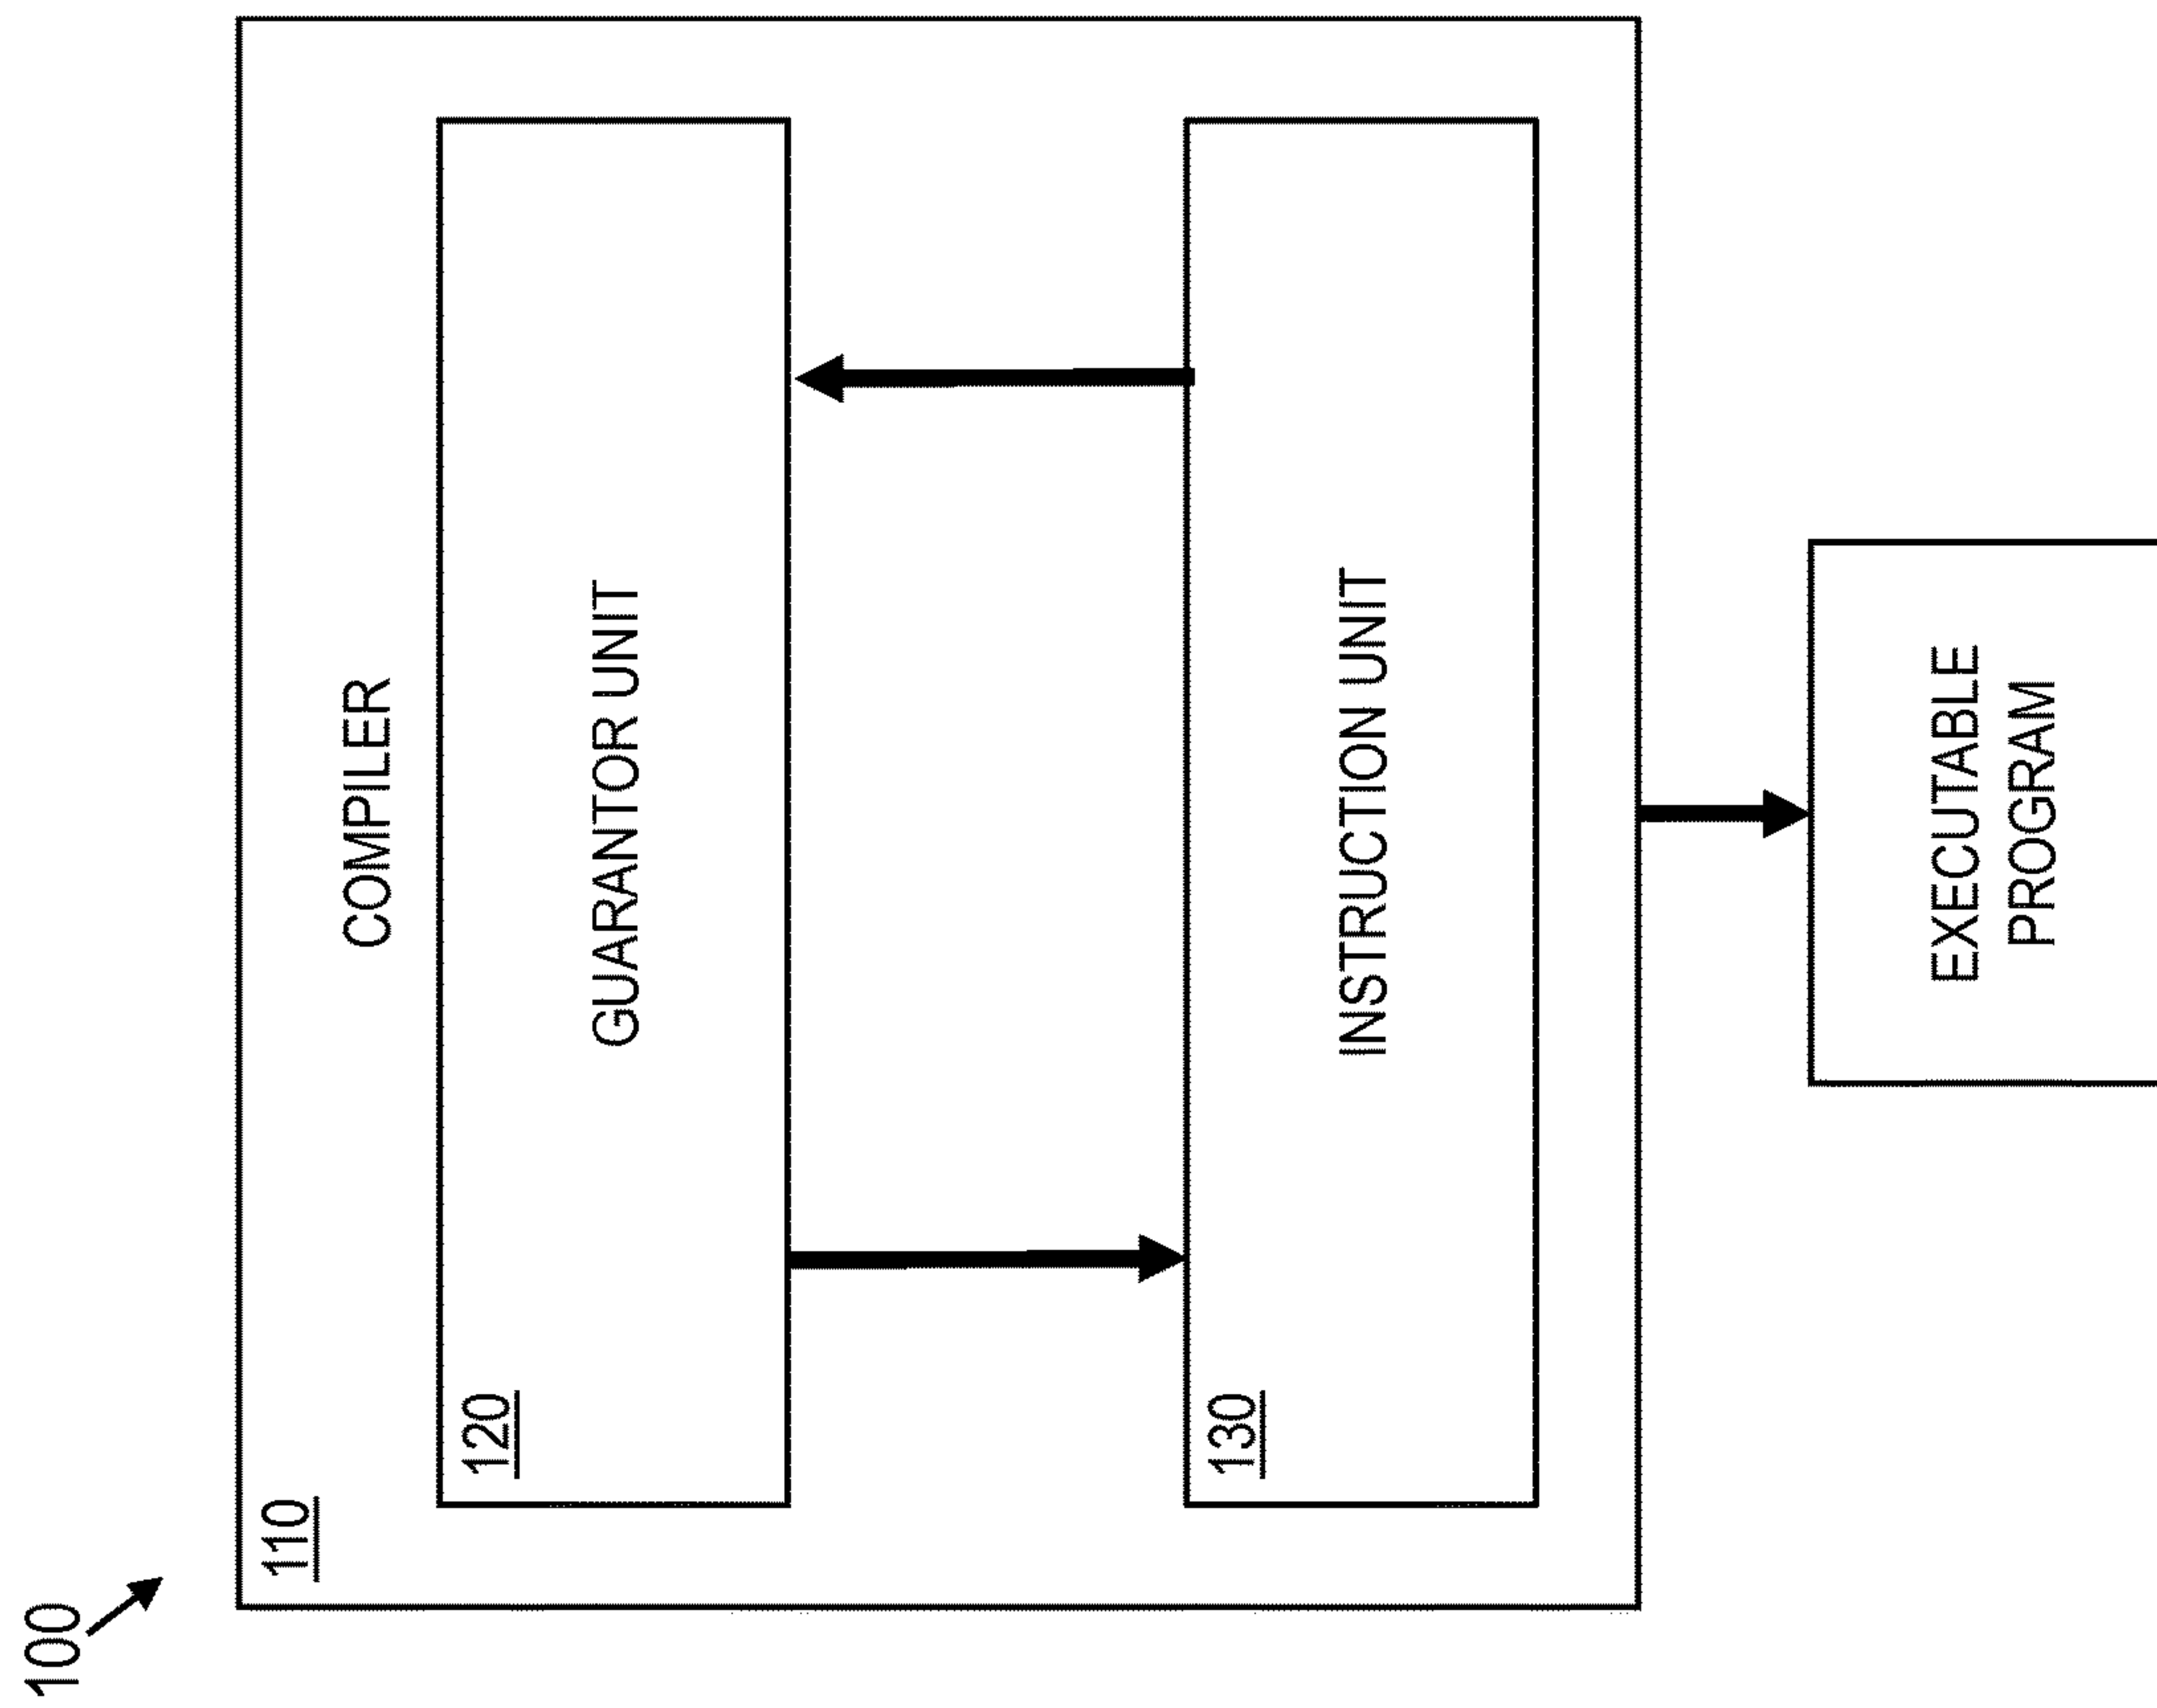 100
110
COMPILER
120
GUARANTOR UNIT
130
INSTRUCTION UNIT
EXECUTABLE
PROGRAM